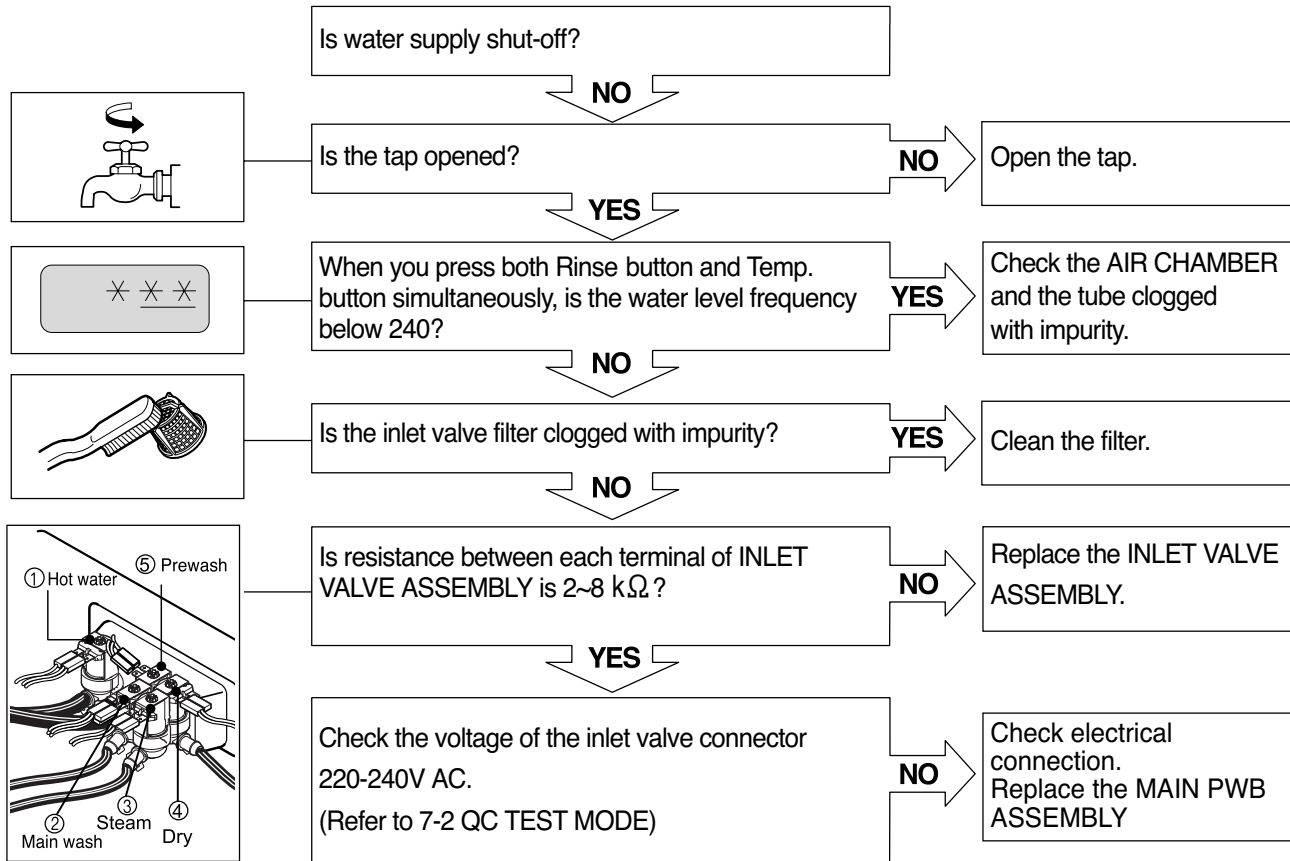 Is water supply shut-off?
NO
Is the tap opened?
NO
Open the tap.
YES
When you press both Rinse button and Temp.
button simultaneously, is the water level frequency
below 240?
YES
Check the AIR CHAMBER
and the tube clogged
with impurity.
NO
Is the inlet valve filter clogged with impurity?
YES
Clean the filter.
NO
① Hot water
⑤ Prewash
② Main wash
③ Steam
④ Dry
Is resistance between each terminal of INLET
VALVE ASSEMBLY is 2~8 kΩ?
NO
Replace the INLET VALVE
ASSEMBLY.
YES
Check the voltage of the inlet valve connector
220-240V AC.
(Refer to 7-2 QC TEST MODE)
NO
Check electrical
connection.
Replace the MAIN PWB
ASSEMBLY